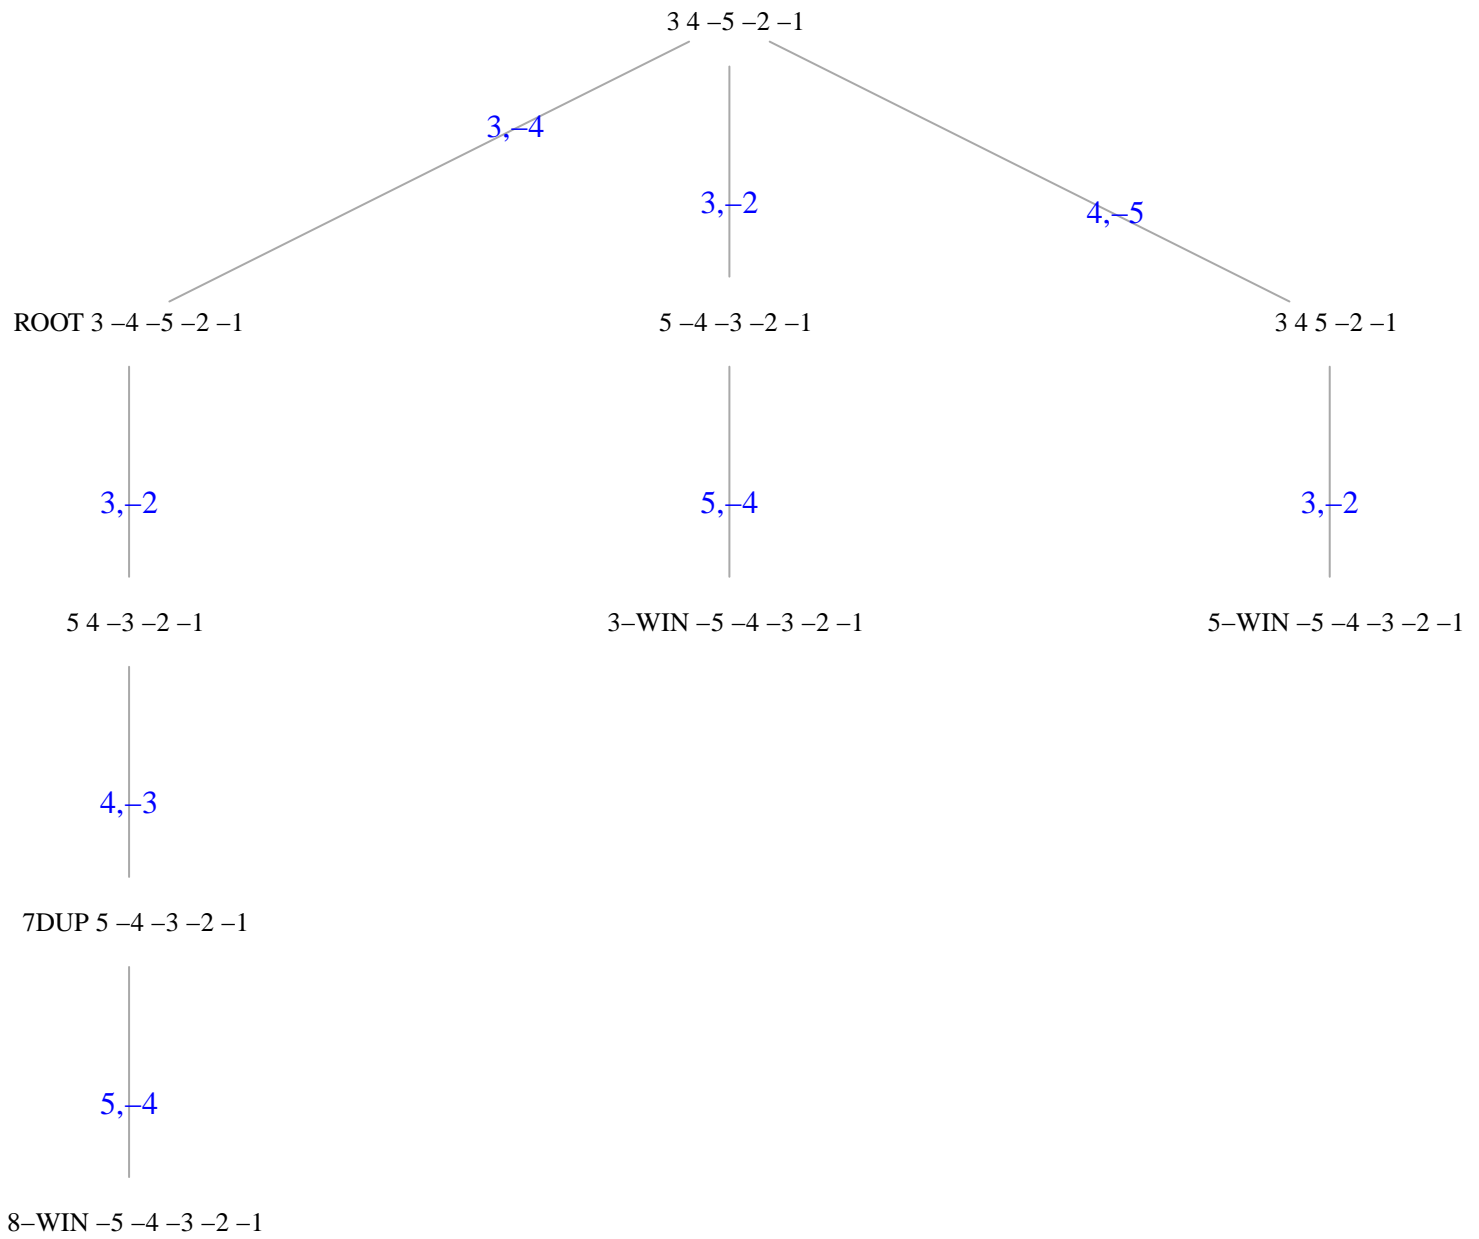 3 4 –5 –2 –1
3,–4
3,–2
4,–5
ROOT 3 –4 –5 –2 –1
5 –4 –3 –2 –1
3 4 5 –2 –1
3,–2
5,–4
3,–2
5 4 –3 –2 –1
3–WIN –5 –4 –3 –2 –1
5–WIN –5 –4 –3 –2 –1
4,–3
7DUP 5 –4 –3 –2 –1
5,–4
8–WIN –5 –4 –3 –2 –1